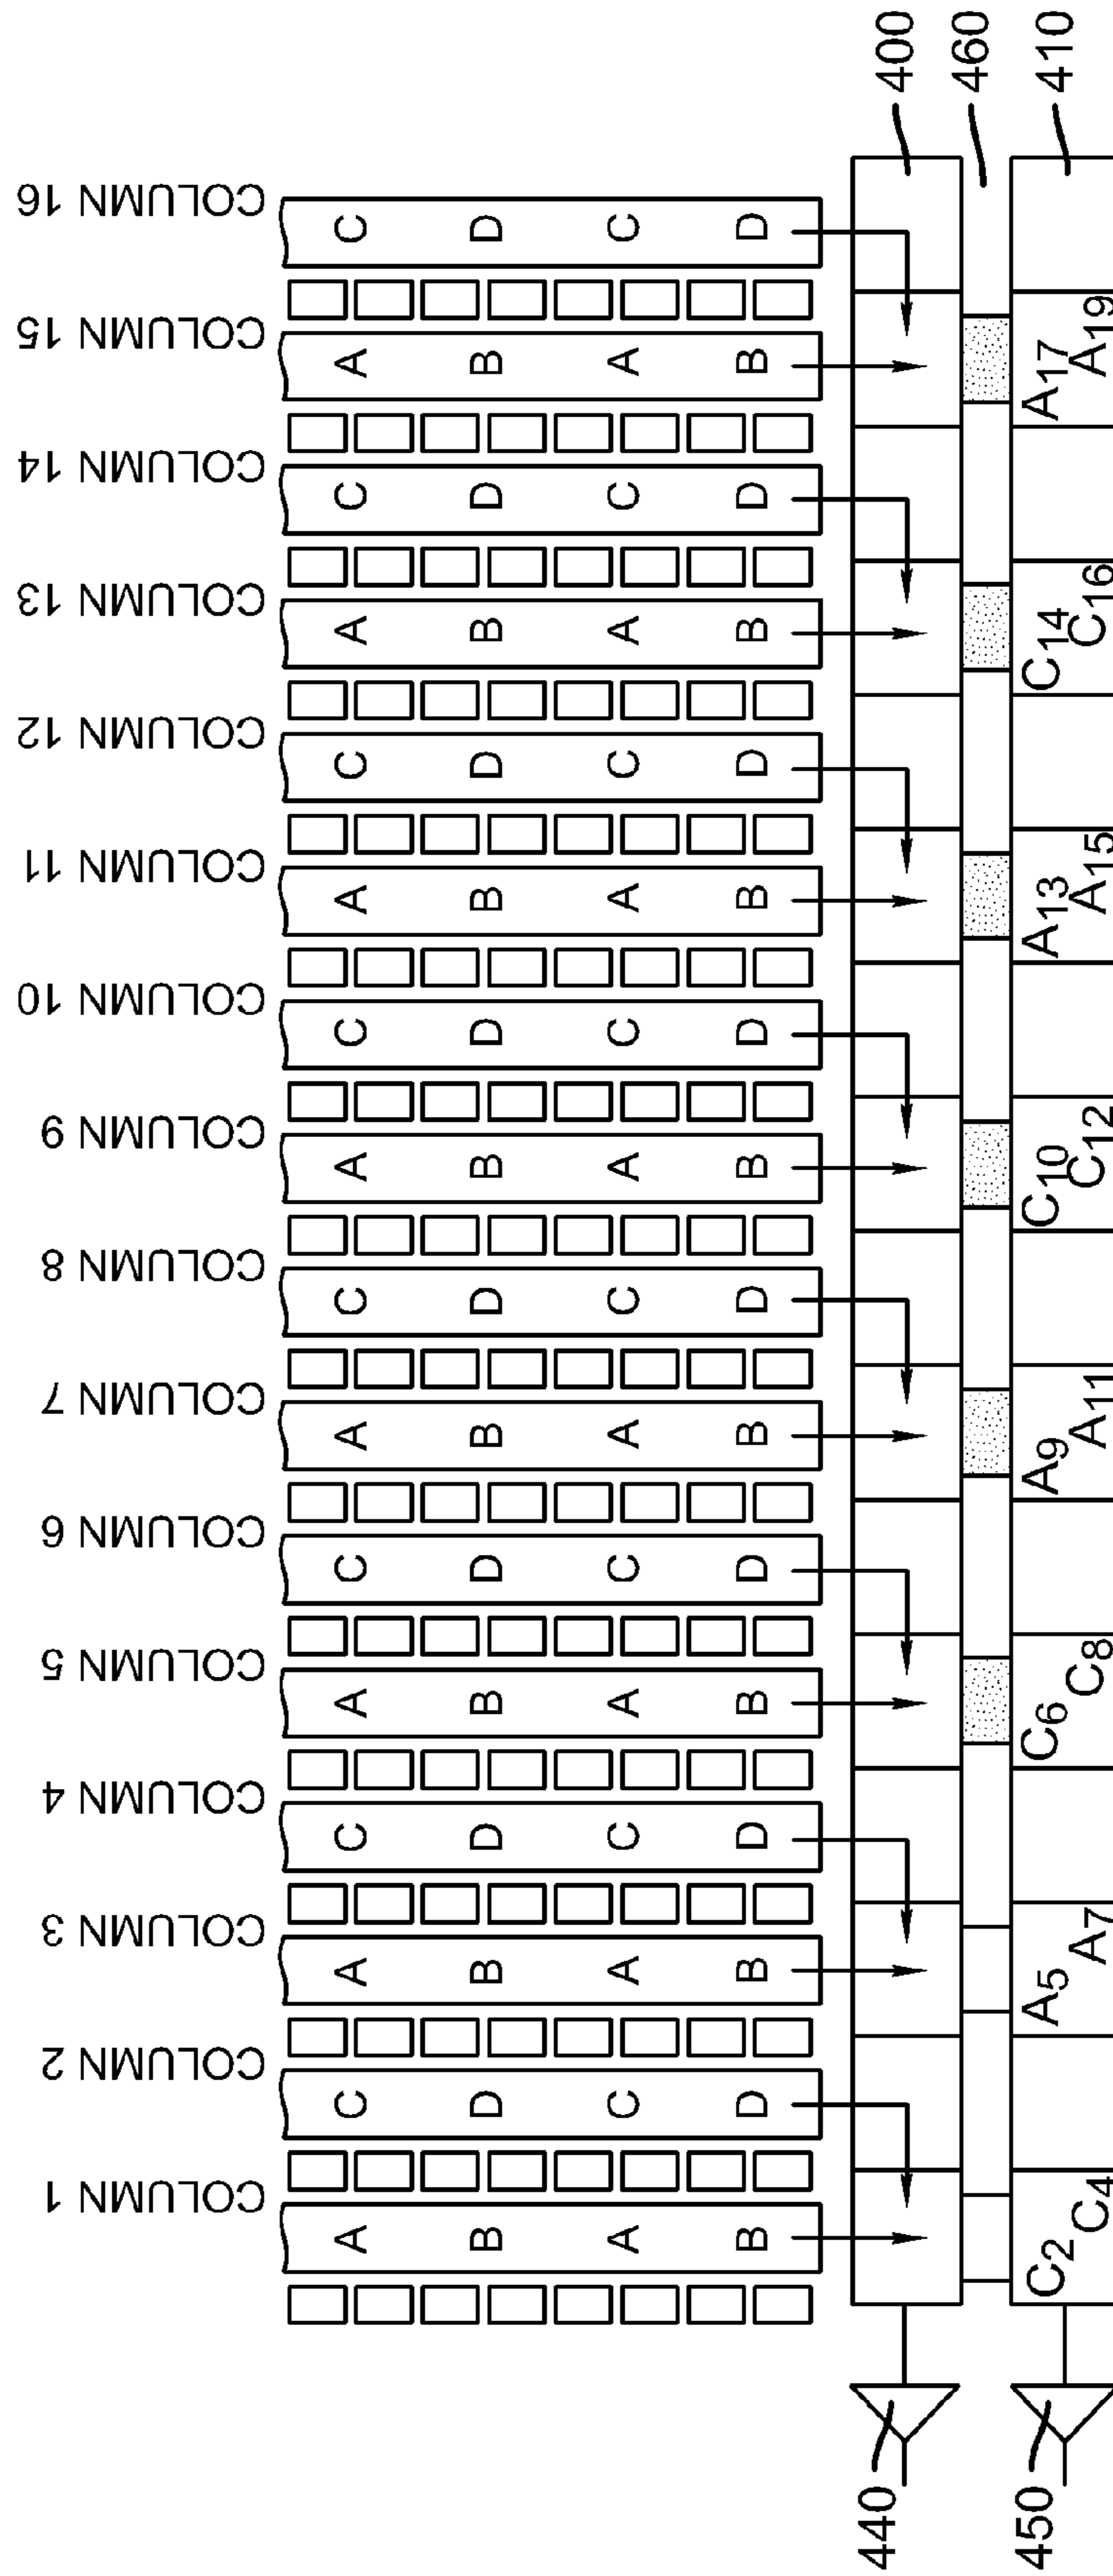 COLUMN 1
COLUMN 2
COLUMN 3
COLUMN 4
COLUMN 5
COLUMN 6
COLUMN 7
COLUMN 8
COLUMN 9
COLUMN 10
COLUMN 11
COLUMN 12
COLUMN 13
COLUMN 14
COLUMN 15
COLUMN 16
A C A C A C A C A C A C A C A C
B D B D B D B D B D B D B D B D
A C A C A C A C A C A C A C A C
B D B D B D B D B D B D B D B D
440
400
460
450
410
C2 A5 C6 A9 C10 A13 C14 A17
C4 A7 C8 A11 C12 A15 C16 A19